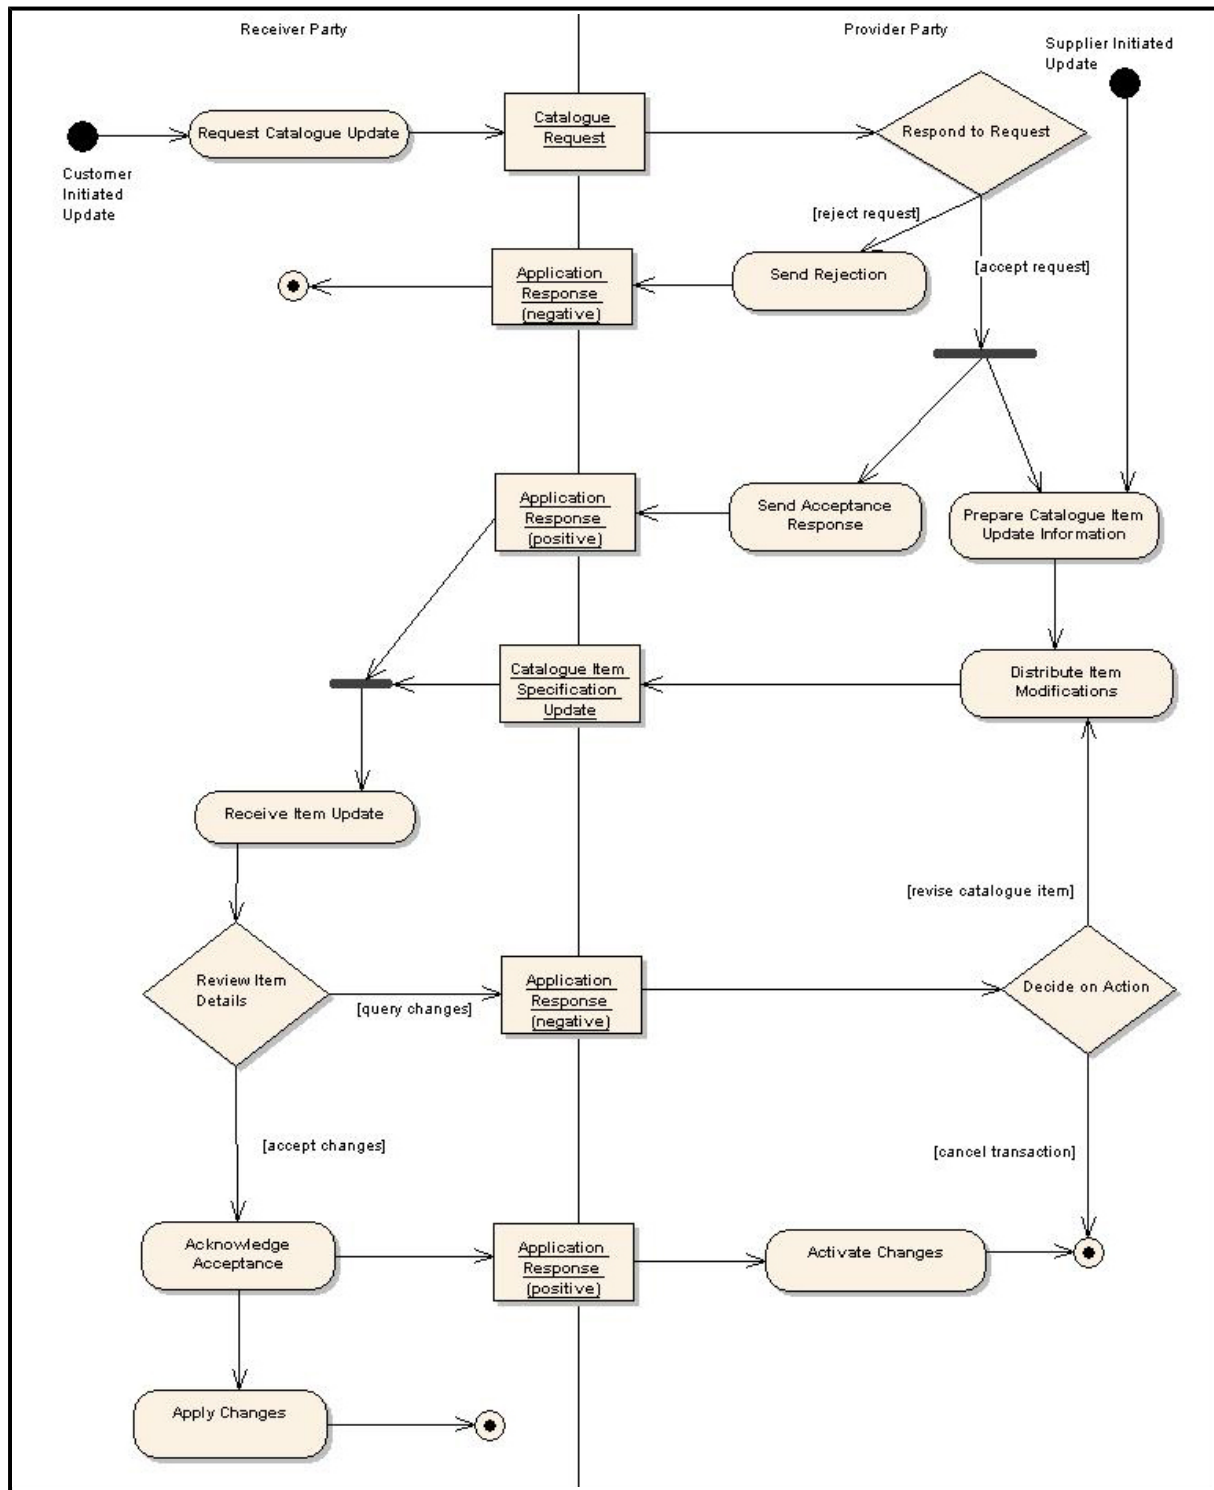 Receiver Party
Provider Party
Supplier Initiated
Update
Customer
Initiated
Update
Request Catalogue Update
Catalogue
Request
Respond to Request
[reject request]
[accept request]
Send Rejection
Application
Response
(negative)
Application
Response
(positive)
Send Acceptance
Response
Prepare Catalogue Item
Update Information
Catalogue Item
Specification
Update
Distribute Item
Modifications
Receive Item Update
[revise catalogue item]
Review Item
Details
[query changes]
Application
Response
(negative)
Decide on Action
[accept changes]
[cancel transaction]
Acknowledge
Acceptance
Application
Response
(positive)
Activate Changes
Apply Changes